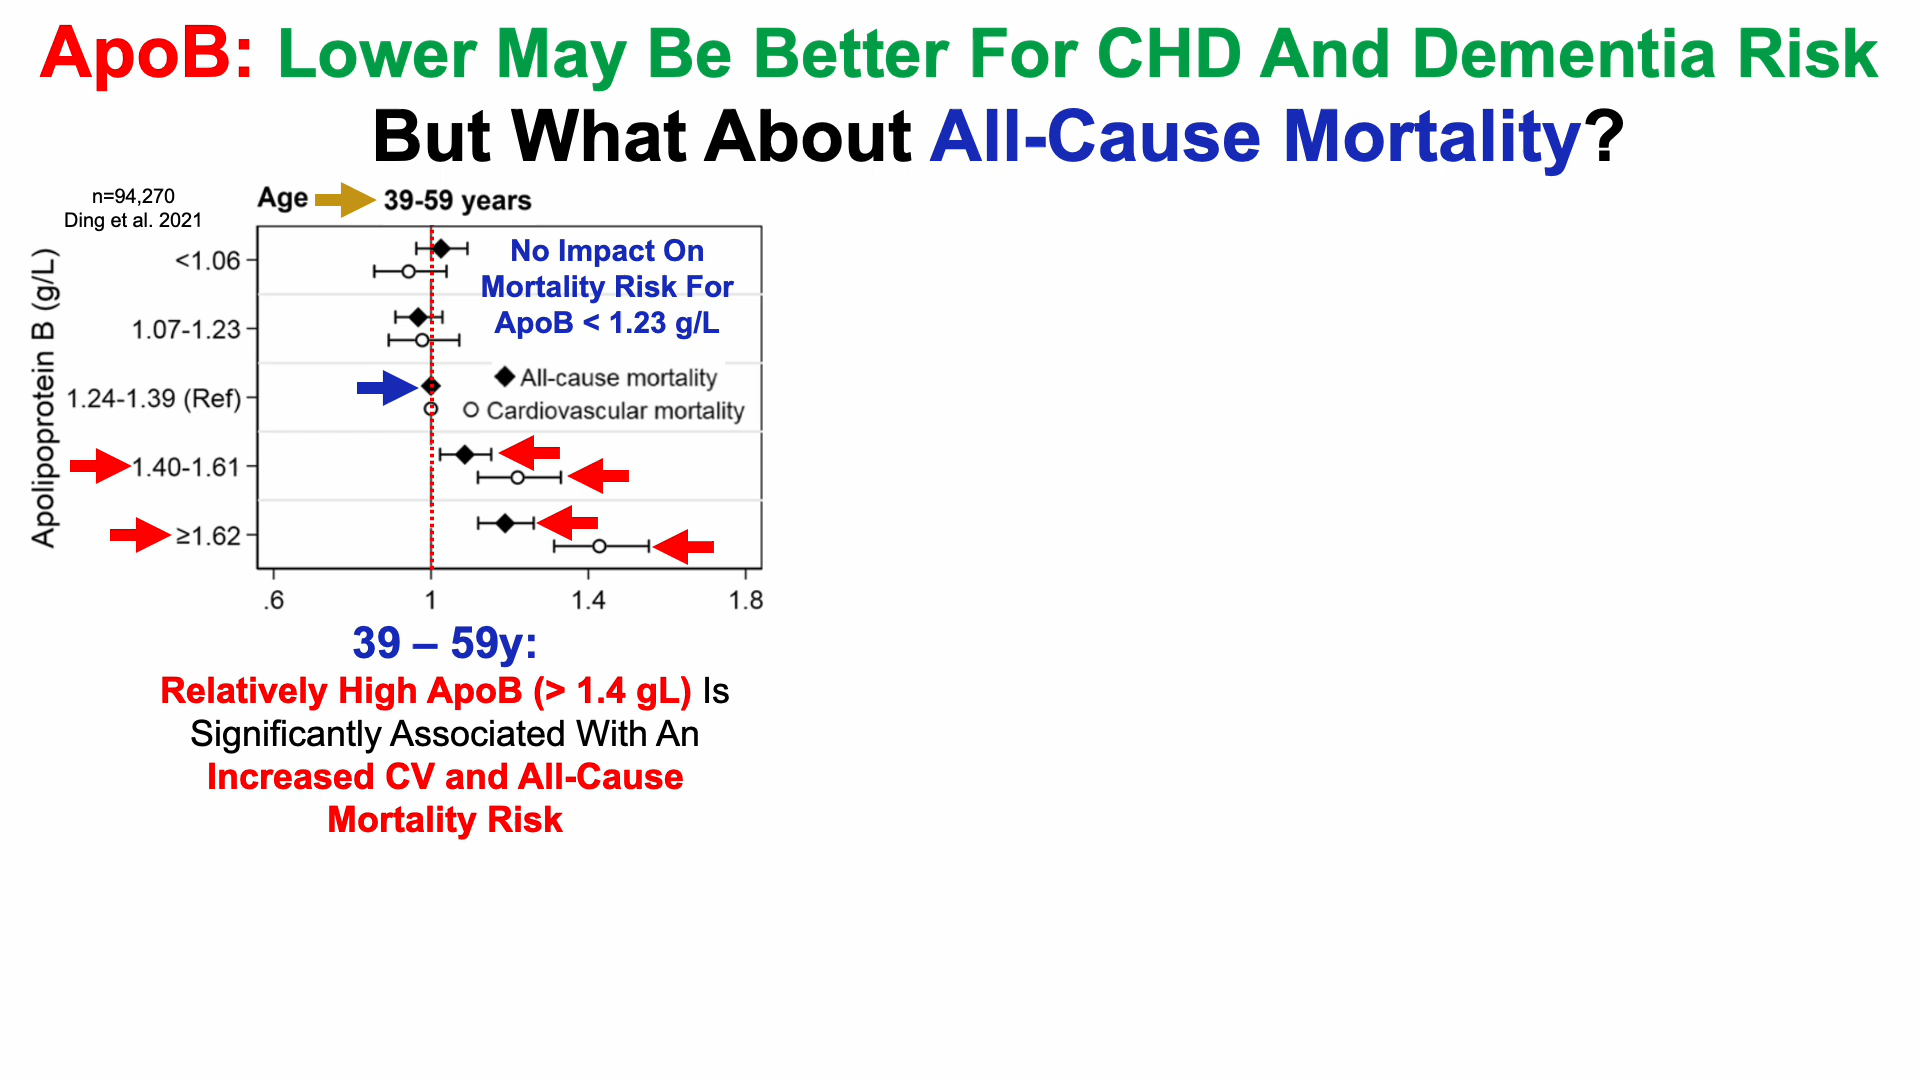 ApoB: Lower May Be Better For CHD And Dementia Risk
But What About All-Cause Mortality?
n=94,270
Ding et al. 2021
Age
39-59 years
Apolipoprotein B (g/L)
<1.06
1.07-1.23
1.24-1.39 (Ref)
1.40-1.61
≥1.62
No Impact On
Mortality Risk For
ApoB < 1.23 g/L
All-cause mortality
Cardiovascular mortality
.6 1 1.4 1.8
39 – 59y:
Relatively High ApoB (> 1.4 gL) Is
Significantly Associated With An
Increased CV and All-Cause
Mortality Risk